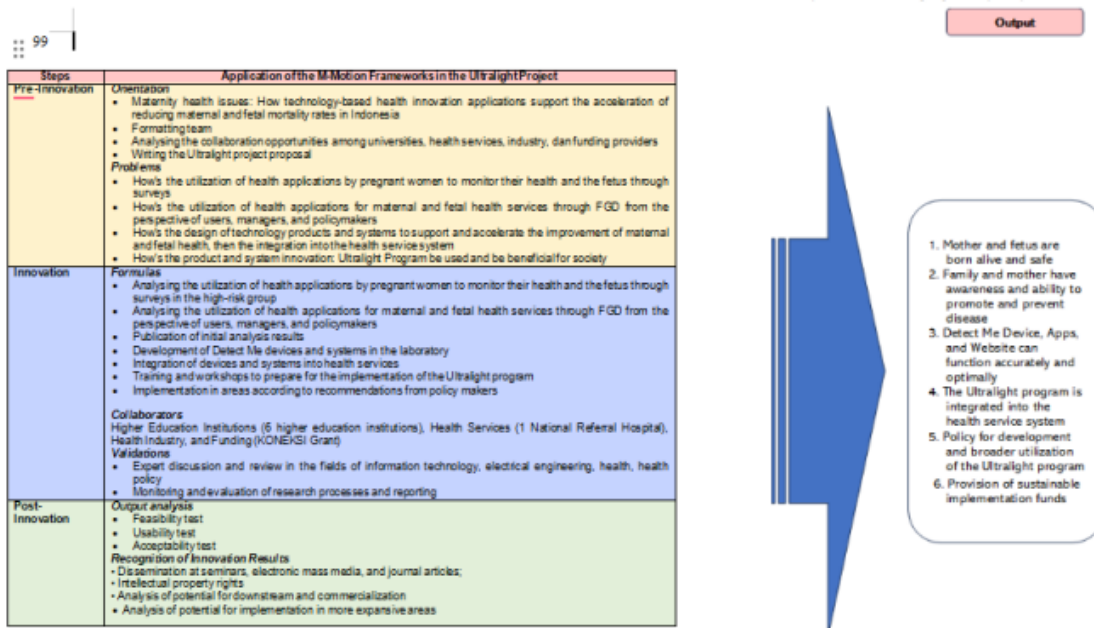 Output
99
Steps
Application of the M-Motion Frameworks in the Ultralight Project
Pre-Innovation
Orientation
• Maternity health issues: How technology-based health innovation applications support the acceleration of
reducing maternal and fetal mortality rates in Indonesia
• Formatting team
• Analysing the collaboration opportunities among universities, health services, industry, dan funding providers
• Writing the Ultralight project proposal
Problems
• How's the utilization of health applications by pregnant women to monitor their health and the fetus through
surveys
• How's the utilization of health applications for maternal and fetal health services through FGD from the
perspective of users, managers, and policymakers
• How's the design of technology products and systems to support and accelerate the improvement of maternal
and fetal health, then the integration into the health service system
• How's the product and system innovation: Ultralight Program be used and be beneficial for society
Innovation
Formulas
• Analysing the utilization of health applications by pregnant women to monitor their health and the fetus through
surveys in the high-risk group
• Analysing the utilization of health applications for maternal and fetal health services through FGD from the
perspective of users, managers, and policymakers
• Publication of initial analysis results
• Development of Detect Me devices and systems in the laboratory
• Integration of devices and systems into health services
• Training and workshops to prepare for the implementation of the Ultralight program
• Implementation in areas according to recommendations from policy makers
Collaborators
Higher Education Institutions (6 higher education institutions), Health Services (1 National Referral Hospital),
Health Industry, and Funding (KONEKSI Grant)
Validations
• Expert discussion and review in the fields of information technology, electrical engineering, health, health
policy
• Monitoring and evaluation of research processes and reporting
Post-
Innovation
Output analysis
• Feasibility test
• Usability test
• Acceptability test
Recognition of Innovation Results
• Dissemination at seminars, electronic mass media, and journal articles;
• Intellectual property rights
• Analysis of potential for downstream and commercialization
• Analysis of potential for implementation in more expansive areas
1. Mother and fetus are
born alive and safe
2. Family and mother have
awareness and ability to
promote and prevent
disease
3. Detect Me Device, Apps,
and Website can
function accurately and
optimally
4. The Ultralight program is
integrated into the
health service system
5. Policy for development
and broader utilization
of the Ultralight program
6. Provision of sustainable
implementation funds